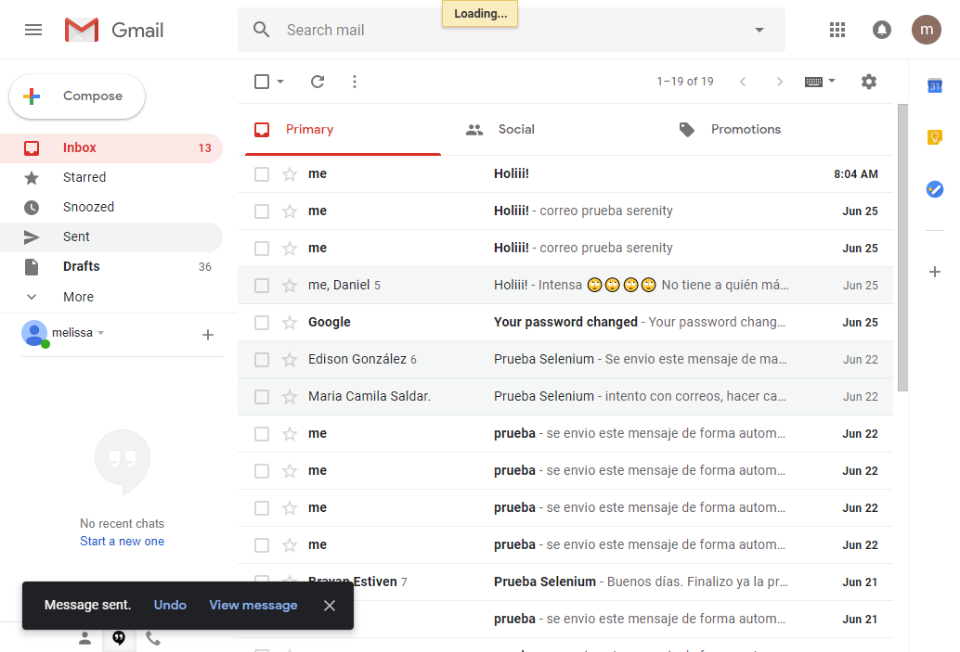 Loading...
Gmail
Search mail
m
Compose
1–19 of 19
31
Inbox 13
Starred
Snoozed
Sent
Drafts 36
More
melissa
No recent chats
Start a new one
Primary
Social
Promotions
me Holiii! 8:04 AM
me Holiii! - correo prueba serenity Jun 25
me Holiii! - correo prueba serenity Jun 25
me, Daniel 5 Holiii! - Intensa 🙄🙄🙄🙄 No tiene a quién má… Jun 25
Google Your password changed - Your password chang… Jun 25
Edison González 6 Prueba Selenium - Se envio este mensaje de ma… Jun 22
Maria Camila Saldar. Prueba Selenium - intento con correos, hacer ca… Jun 22
me prueba - se envio este mensaje de forma autom… Jun 22
me prueba - se envio este mensaje de forma autom… Jun 22
me prueba - se envio este mensaje de forma autom… Jun 22
me prueba - se envio este mensaje de forma autom… Jun 22
Brayan Estiven 7 Prueba Selenium - Buenos días. Finalizo ya la pr… Jun 21
prueba - se envio este mensaje de forma autom… Jun 21
Message sent. Undo View message